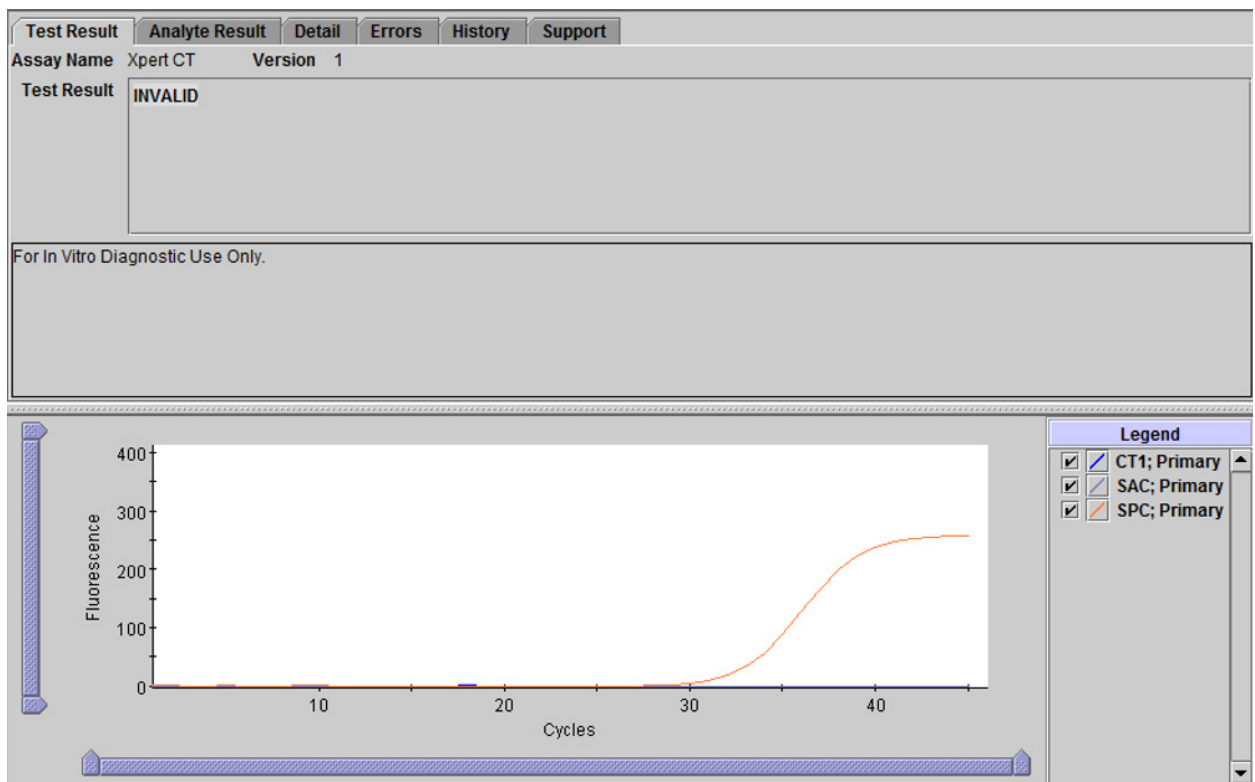 Test Result Analyte Result Detail Errors History Support
Assay Name Xpert CT Version 1
Test Result INVALID
For In Vitro Diagnostic Use Only.
Legend
CT1; Primary
SAC; Primary
SPC; Primary
400
300
200
100
0
Fluorescence
10 20 30 40
Cycles